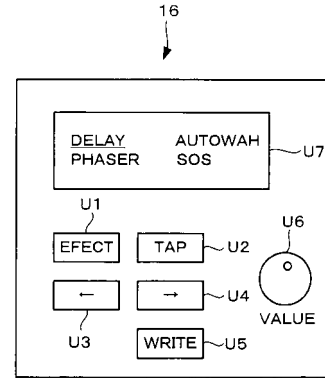 16
DELAY AUTOWAH
PHASER SOS
U7
U1
U6
EFECT TAP U2
← → U4
U3 VALUE
WRITE U5